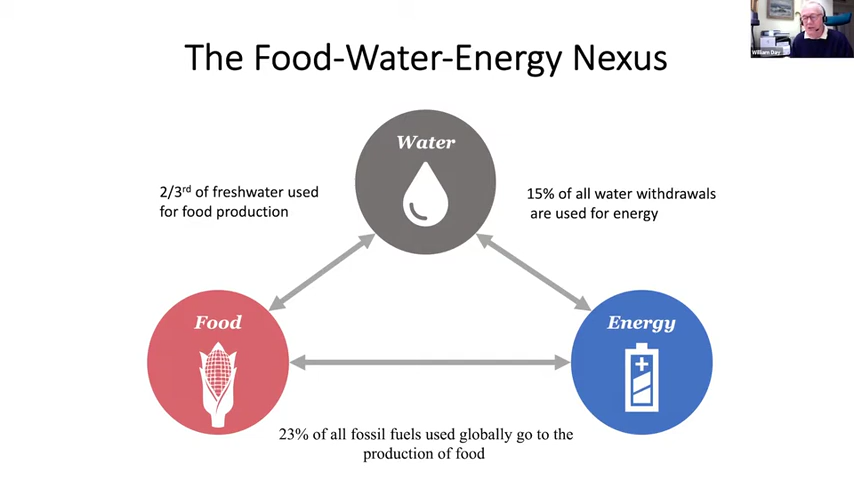 The Food-Water-Energy Nexus
William Day
Water
2/3rd of freshwater used
for food production
15% of all water withdrawals
are used for energy
Food
Energy
23% of all fossil fuels used globally go to the
production of food